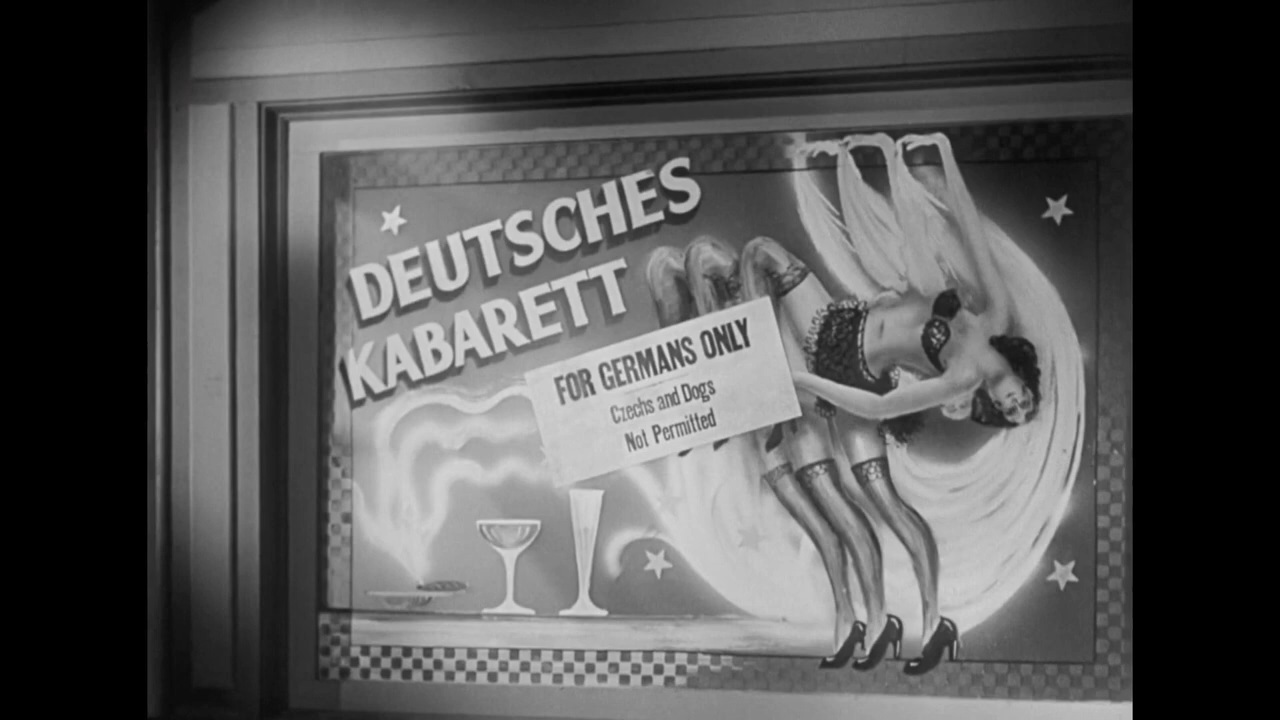 DEUTSCHES
KABARETT
FOR GERMANS ONLY
Czechs and Dogs
Not Permitted